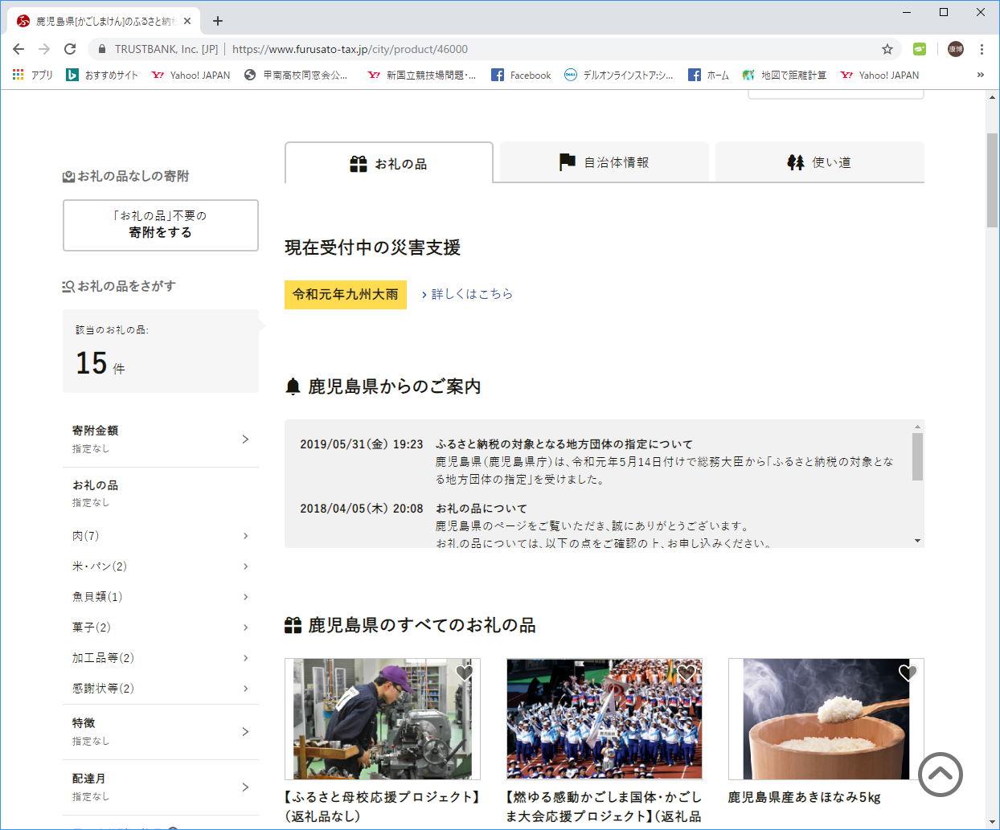 鹿児島県[かごしまけん]のふるさと納税
TRUSTBANK, Inc. [JP] | https://www.furusato-tax.jp/city/product/46000
康博
アプリ おすすめサイト Yahoo! JAPAN 甲南高校同窓会公... 新国立競技場問題・... Facebook デルオンラインストア:シ... ホーム 地図で距離計算 Yahoo! JAPAN »
お礼の品 自治体情報 使い道
お礼の品なしの寄附
「お礼の品」不要の
寄附をする
お礼の品をさがす
該当のお礼の品:
15 件
寄附金額
指定なし
お礼の品
指定なし
肉(7)
米・パン(2)
魚貝類(1)
菓子(2)
加工品等(2)
感謝状等(2)
特徴
指定なし
配達月
指定なし
現在受付中の災害支援
令和元年九州大雨 詳しくはこちら
鹿児島県からのご案内
2019/05/31(金) 19:23 ふるさと納税の対象となる地方団体の指定について
鹿児島県(鹿児島県庁)は、令和元年5月14日付けで総務大臣から「ふるさと納税の対象とな
る地方団体の指定」を受けました。
2018/04/05(木) 20:08 お礼の品について
鹿児島県のページをご覧いただき、誠にありがとうございます。
お礼の品については、以下の点をご確認の上、お申し込みください。
鹿児島県のすべてのお礼の品
【ふるさと母校応援プロジェクト】
(返礼品なし)
【燃ゆる感動かごしま国体・かごし
ま大会応援プロジェクト】(返礼品
鹿児島県産あきほなみ5kg